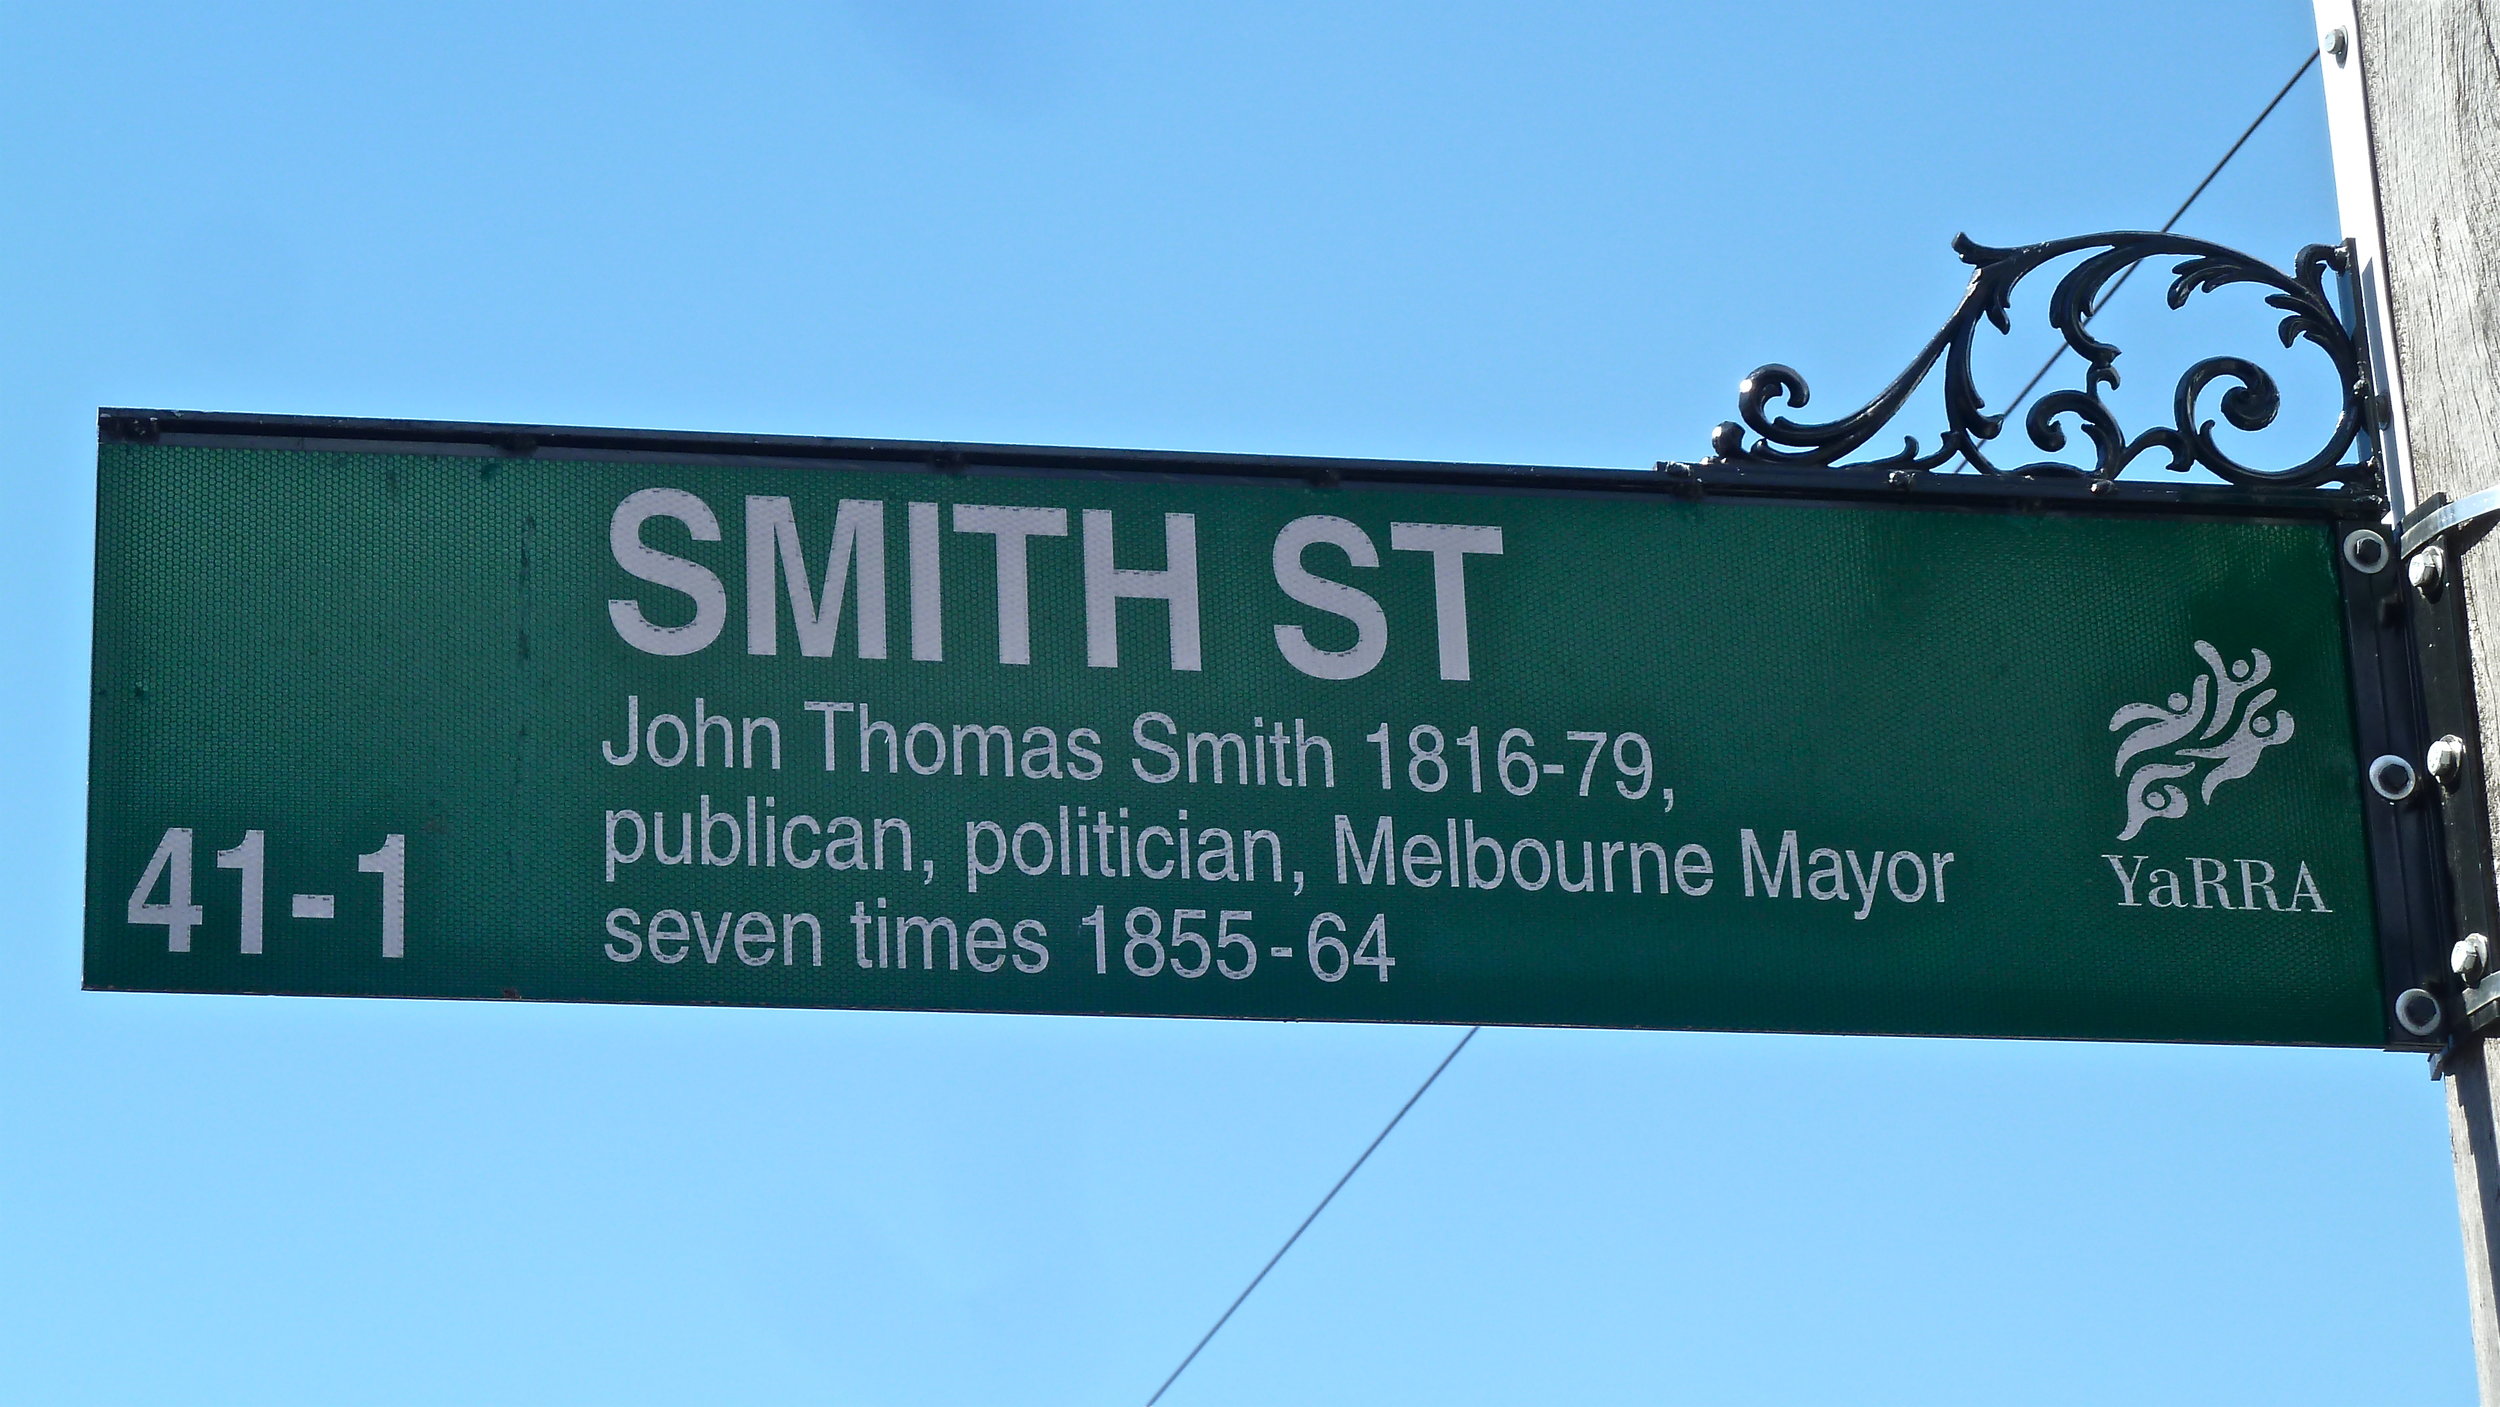 SMITH ST
John Thomas Smith 1816-79,
publican, politician, Melbourne Mayor
seven times 1855-64
41-1
YaRRA